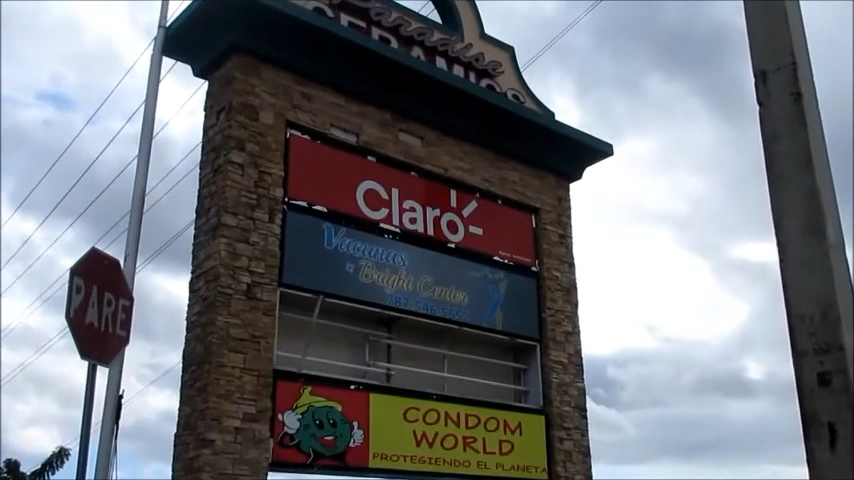 Paradise
CERAMICS
Claro
Vacunas
Bright Center
PARE
CONDOM
WORLD
PROTEGIENDO EL PLANETA